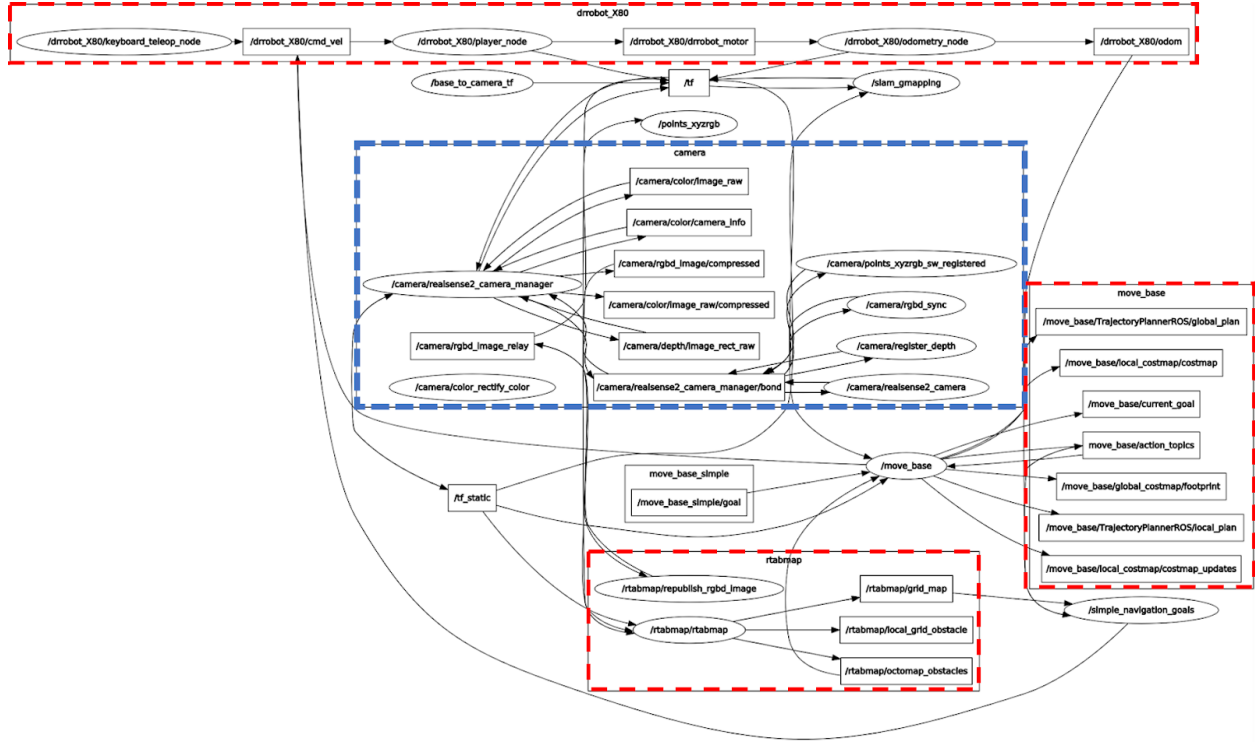 drrobot_X80
/drrobot_X80/keyboard_teleop_node
/drrobot_X80/cmd_vel
/drrobot_X80/player_node
/drrobot_X80/drrobot_motor
/drrobot_X80/odometry_node
/drrobot_X80/odom
/base_to_camera_tf
/tf
/slam_gmapping
/points_xyzrgb
camera
/camera/color/image_raw
/camera/color/camera_info
/camera/rgbd_image/compressed
/camera/points_xyzrgb_sw_registered
/camera/realsense2_camera_manager
/camera/color/image_raw/compressed
/camera/rgbd_sync
/camera/rgbd_image_relay
/camera/depth/image_rect_raw
/camera/register_depth
/camera/color_rectify_color
/camera/realsense2_camera_manager/bond
/camera/realsense2_camera
move_base
/move_base/TrajectoryPlannerROS/global_plan
/move_base/local_costmap/costmap
/move_base/current_goal
move_base/action_topics
/move_base/global_costmap/footprint
/move_base/TrajectoryPlannerROS/local_plan
/move_base/local_costmap/costmap_updates
/move_base
move_base_simple
/move_base_simple/goal
/tf_static
rtabmap
/rtabmap/republish_rgbd_image
/rtabmap/grid_map
/rtabmap/rtabmap
/rtabmap/local_grid_obstacle
/rtabmap/octomap_obstacles
/simple_navigation_goals